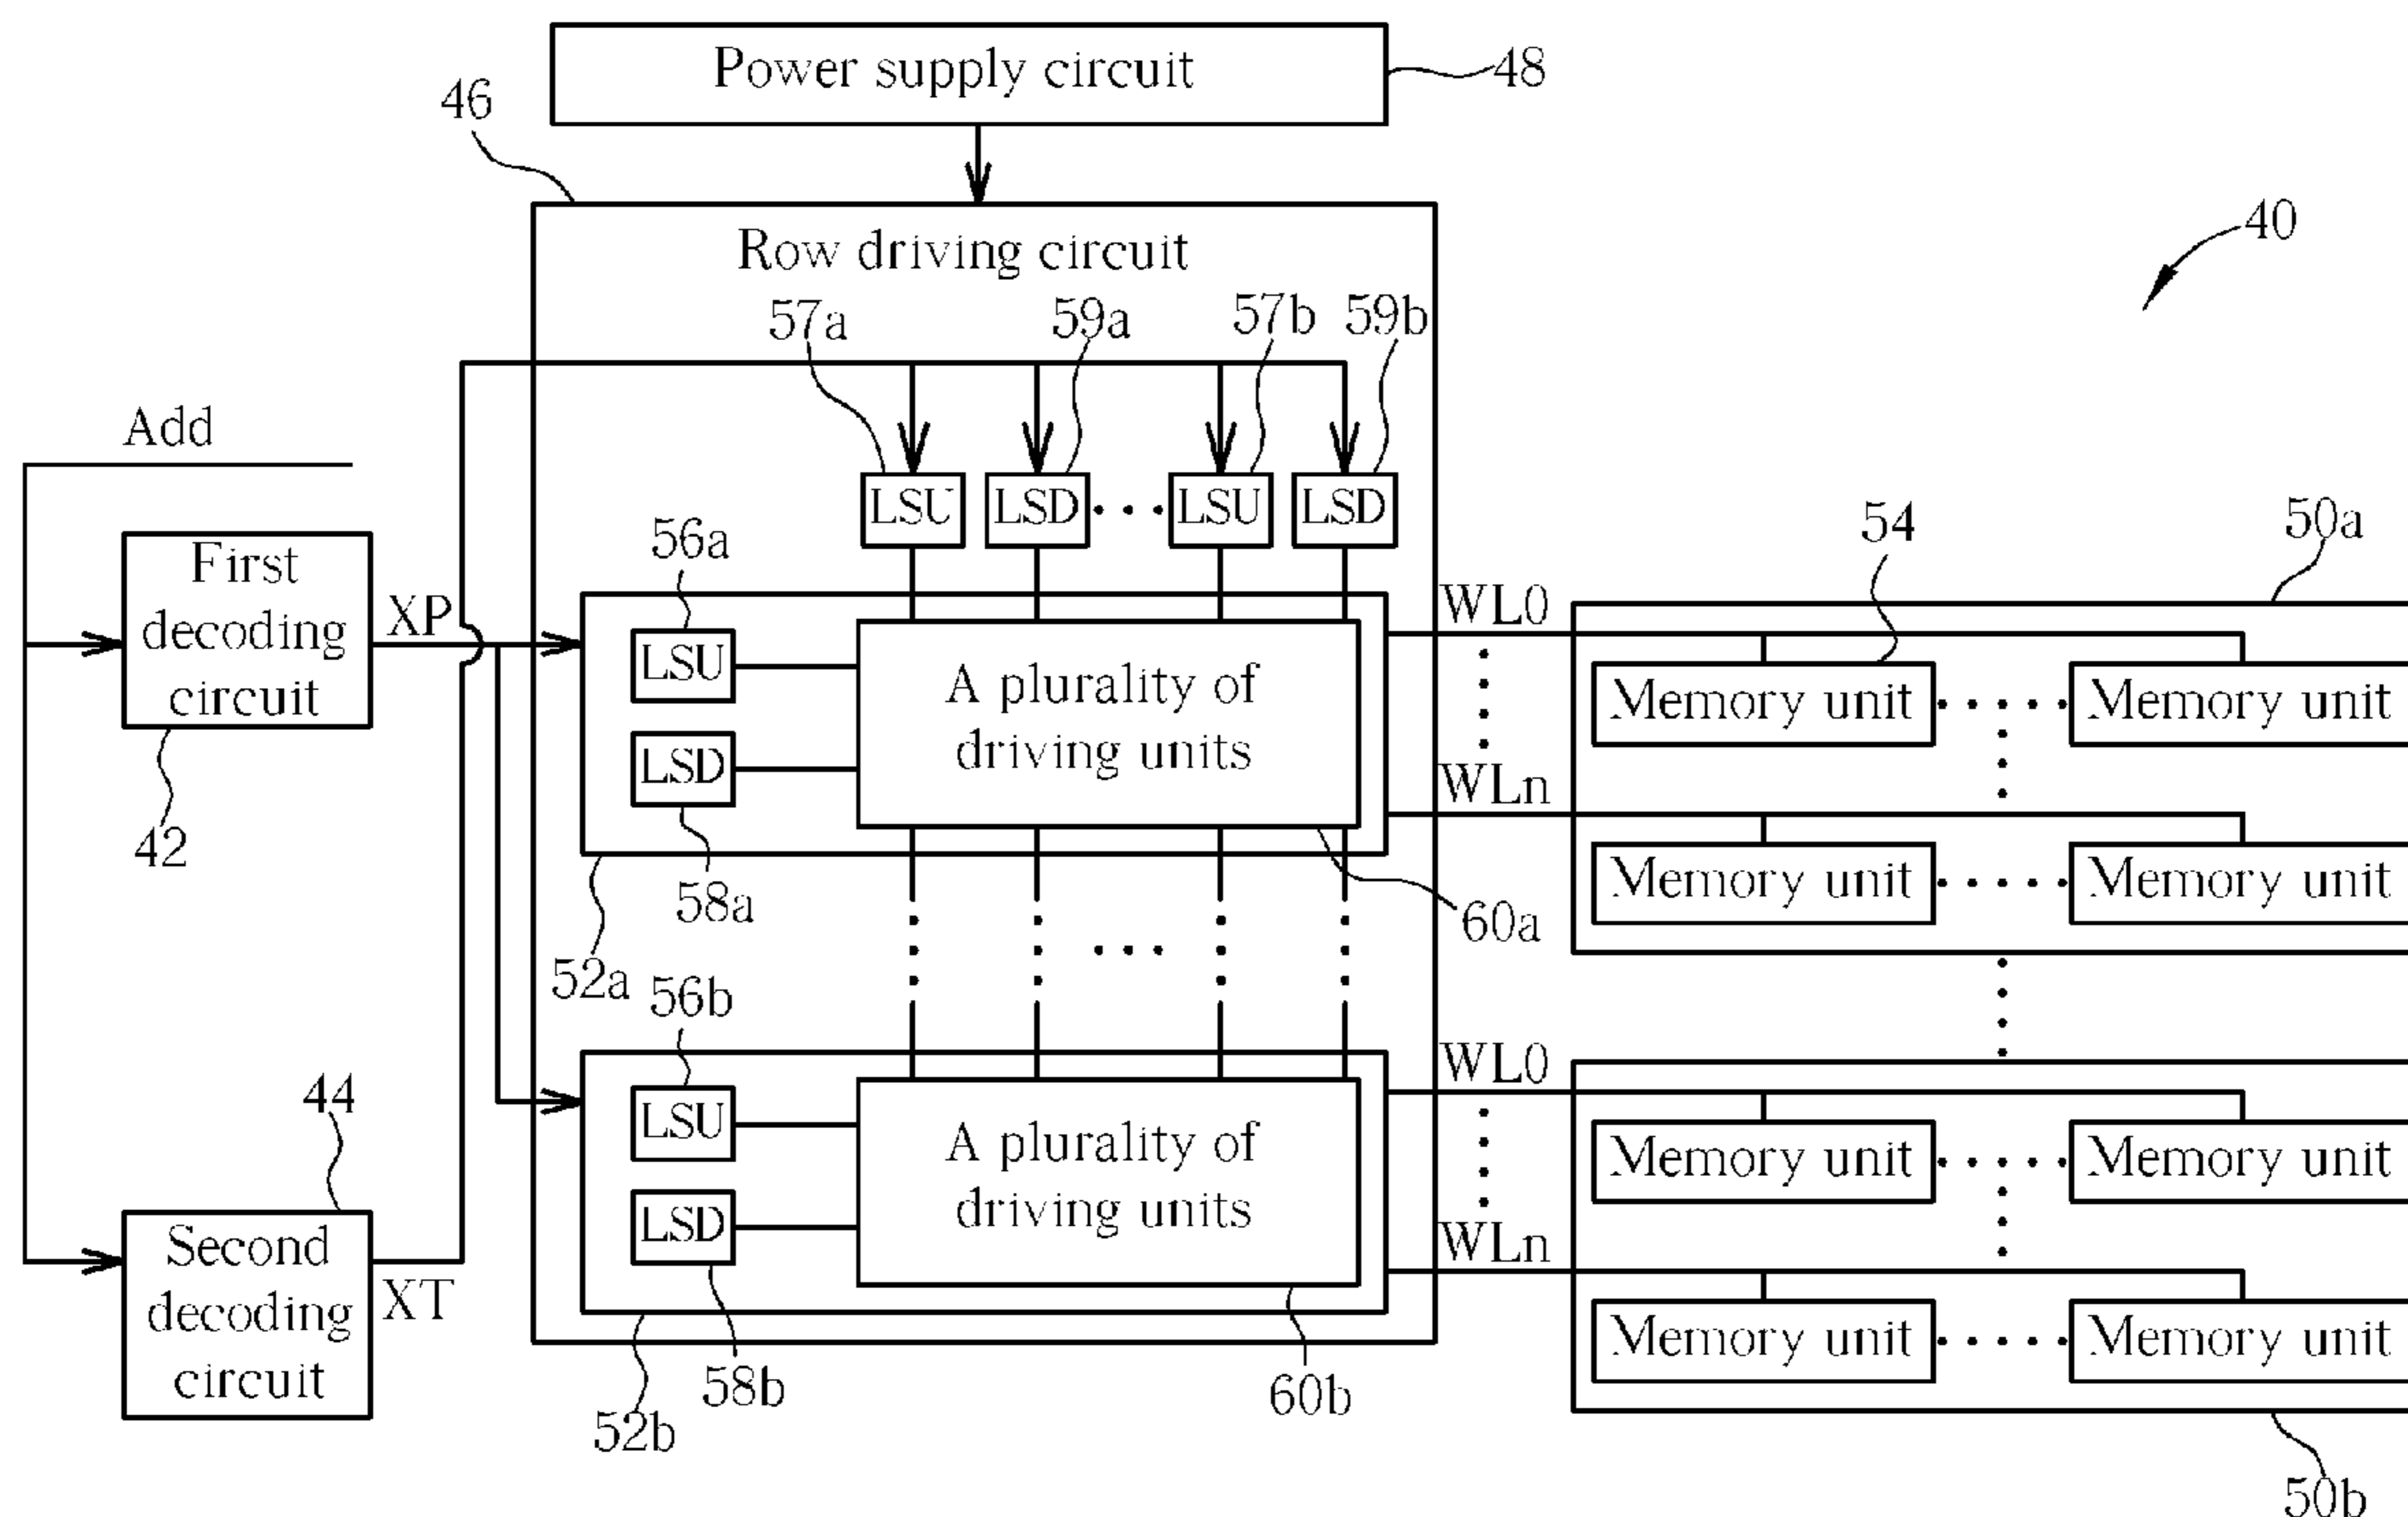 Power supply circuit
48
46
40
Row driving circuit
57a
59a
57b
59b
Add
LSU
LSD
LSU
LSD
54
50a
First
decoding
circuit
XP
56a
LSU
A plurality of
driving units
LSD
WL0
Memory unit
Memory unit
WLn
42
58a
60a
Memory unit
Memory unit
52a
56b
44
LSU
A plurality of
driving units
LSD
WL0
Memory unit
Memory unit
WLn
Second
decoding
circuit
XT
Memory unit
Memory unit
58b
60b
52b
50b